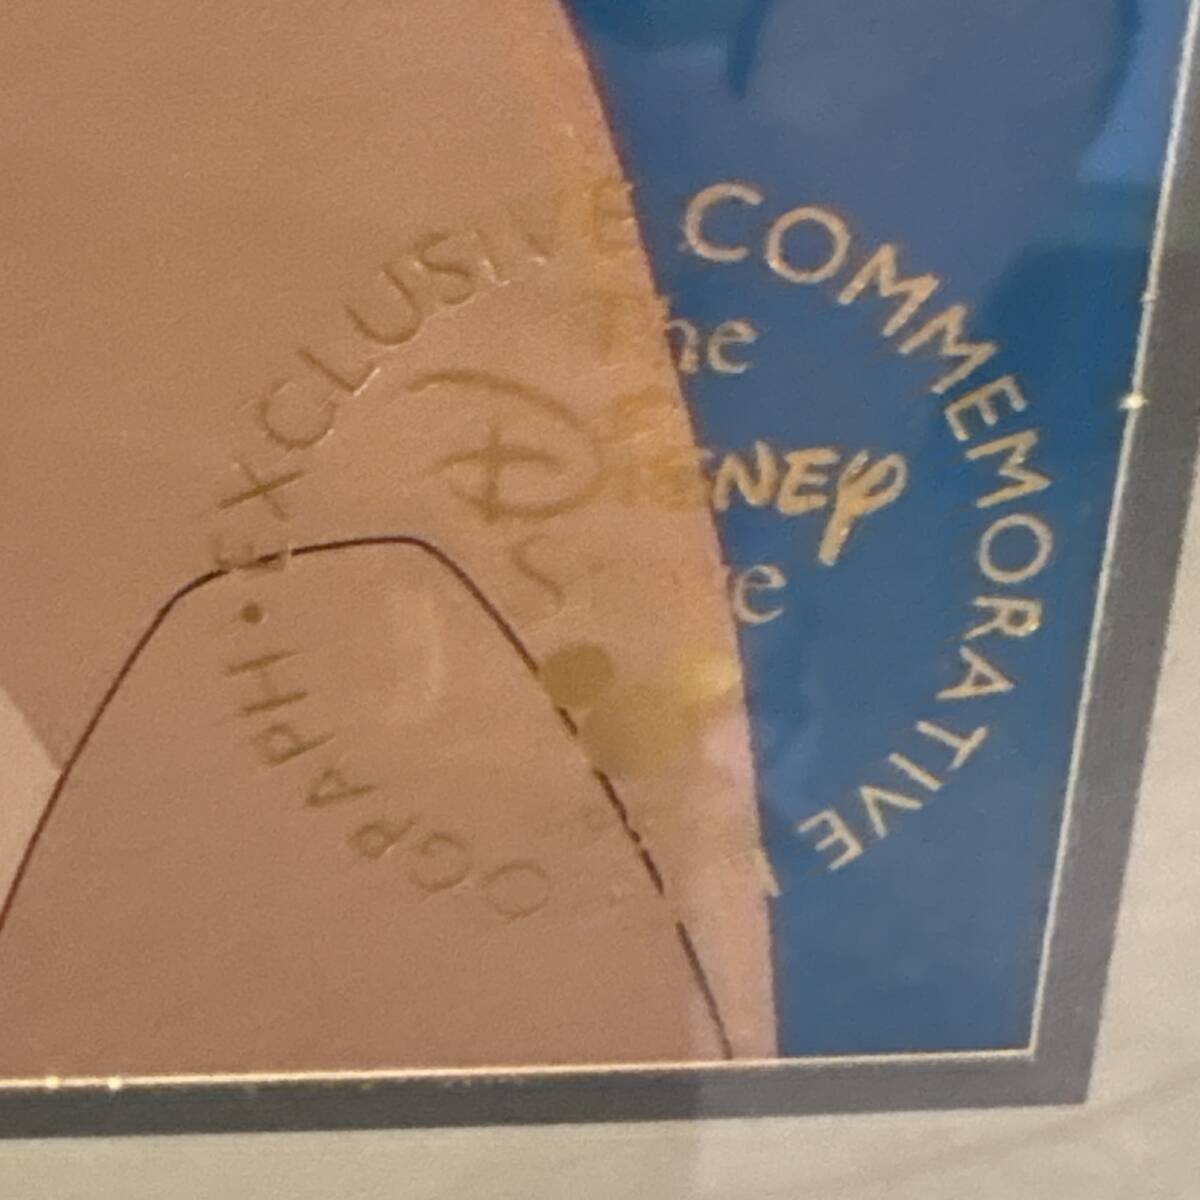 EXCLUSIVE COMMEMORATIVE
OGRAPH •
The
DISNEY